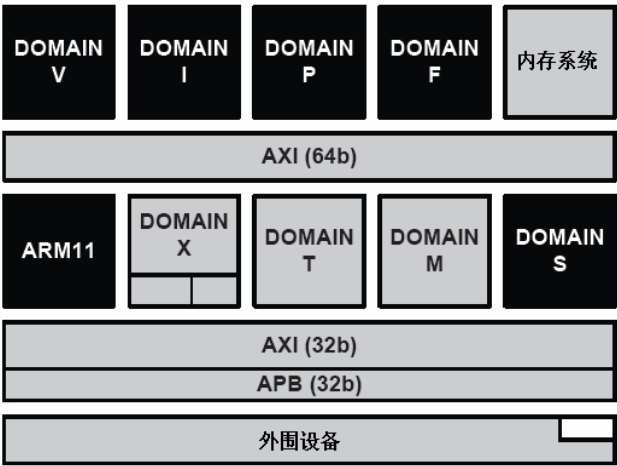 DOMAIN
V
DOMAIN
I
DOMAIN
P
DOMAIN
F
内存系统
AXI (64b)
ARM11
DOMAIN
X
DOMAIN
T
DOMAIN
M
DOMAIN
S
AXI (32b)
APB (32b)
外围设备